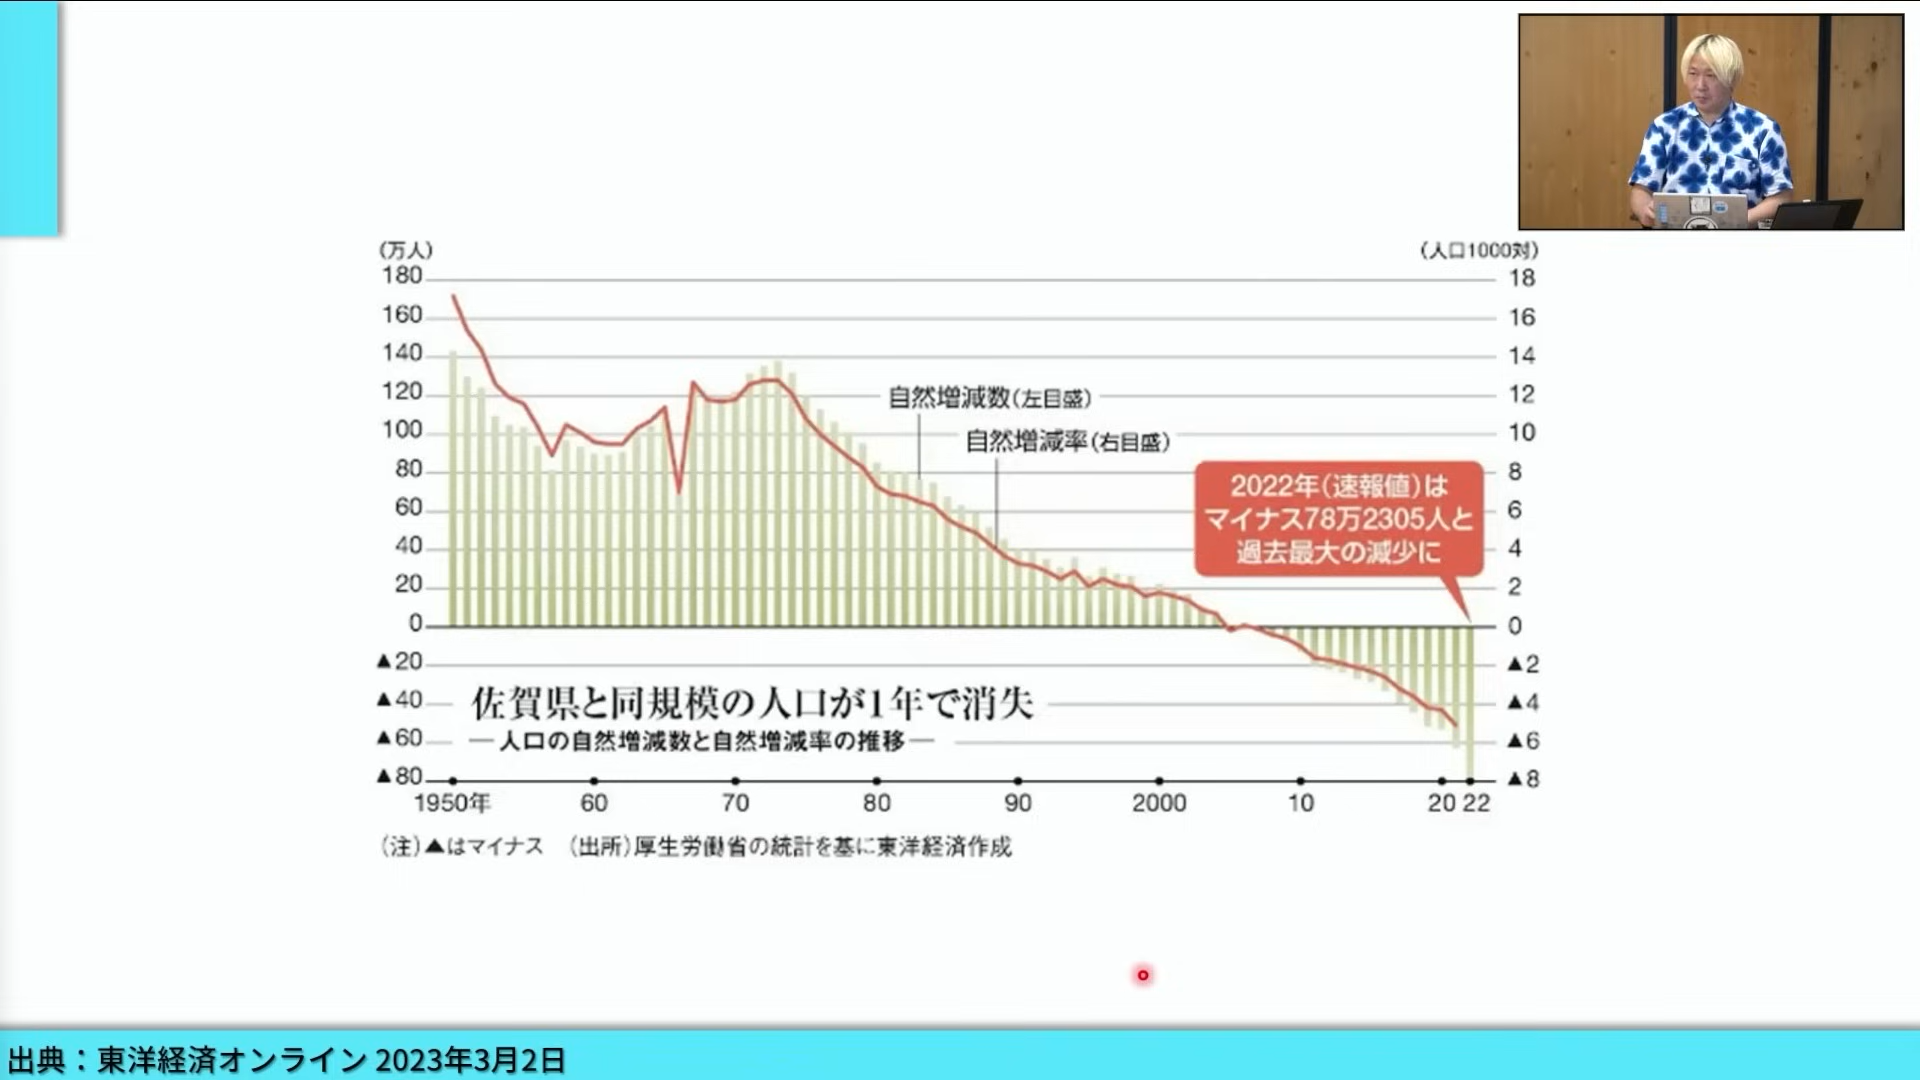 (万人)
(人口1000対)
180
160
140
120
100
80
60
40
20
0
▲20
▲40
▲60
▲80
18
16
14
12
10
8
6
4
2
0
▲2
▲4
▲6
▲8
自然増減数(左目盛)
自然増減率(右目盛)
2022年(速報値)は
マイナス78万2305人と
過去最大の減少に
佐賀県と同規模の人口が1年で消失
―人口の自然増減数と自然増減率の推移―
1950年 60 70 80 90 2000 10 20 22
(注)▲はマイナス (出所)厚生労働省の統計を基に東洋経済作成
出典：東洋経済オンライン 2023年3月2日